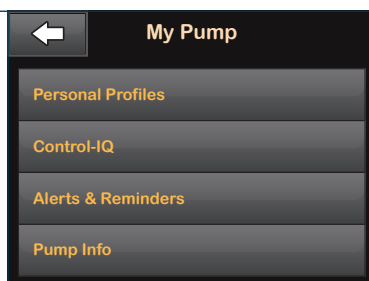 My Pump
Personal Profiles
Control-IQ
Alerts & Reminders
Pump Info